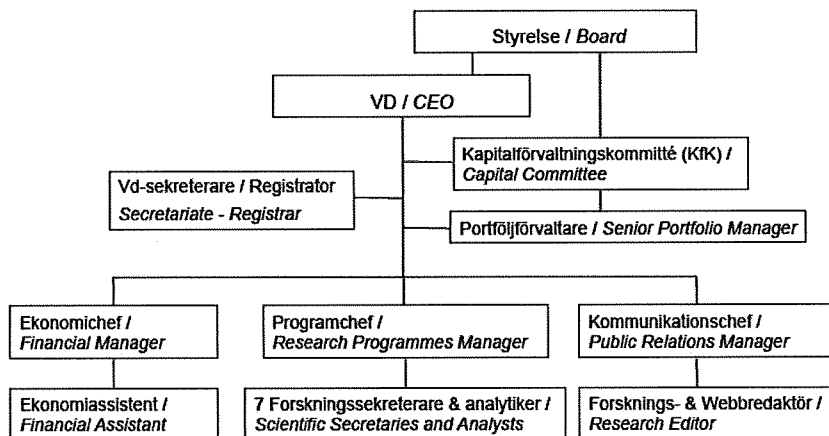 Styrelse / Board
VD / CEO
Kapitalförvaltningskommitté (KfK) /
Capital Committee
Vd-sekreterare / Registrator
Secretariate - Registrar
Portföljförvaltare / Senior Portfolio Manager
Ekonomichef /
Financial Manager
Programchef /
Research Programmes Manager
Kommunikationschef /
Public Relations Manager
Ekonomiassistent /
Financial Assistant
7 Forskningssekreterare & analytiker /
Scientific Secretaries and Analysts
Forsknings- & Webbredaktör /
Research Editor